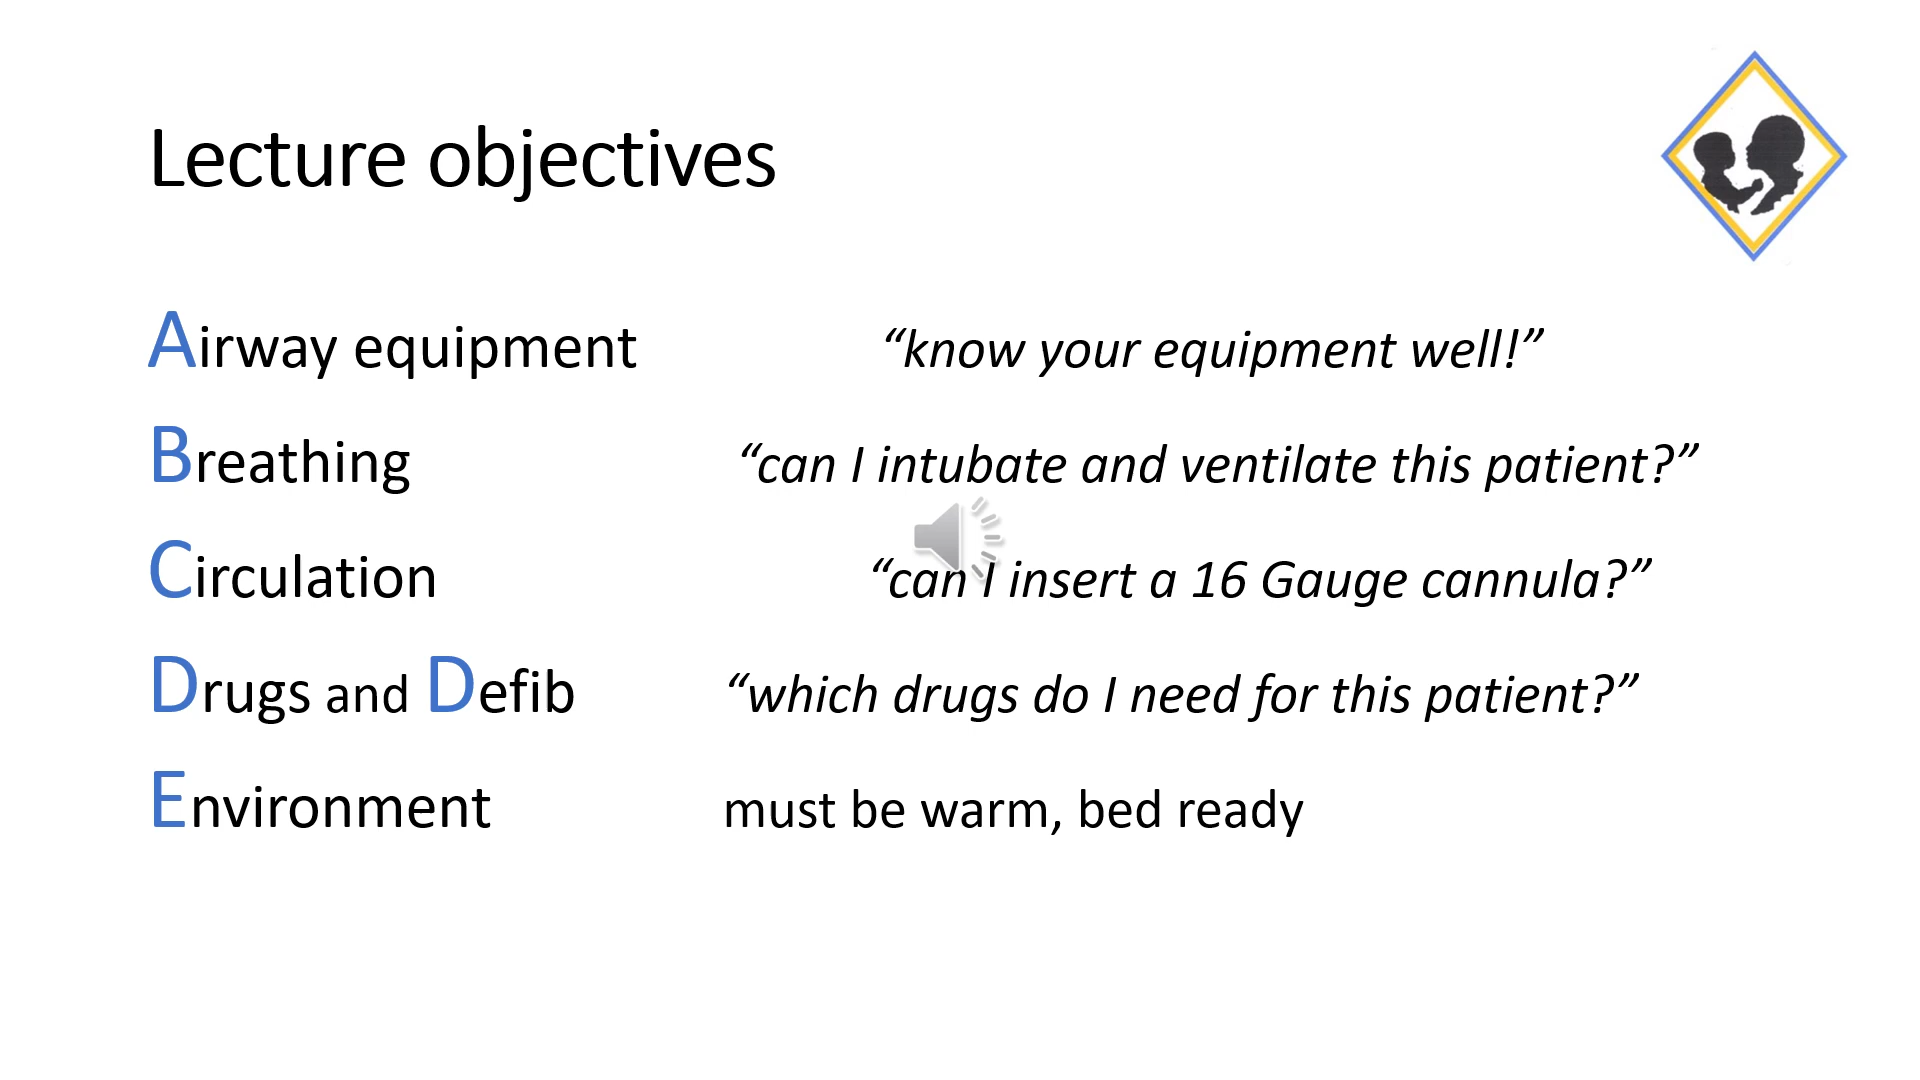 Lecture objectives
Airway equipment “know your equipment well!”
Breathing “can I intubate and ventilate this patient?”
Circulation “can I insert a 16 Gauge cannula?”
Drugs and Defib “which drugs do I need for this patient?”
Environment must be warm, bed ready